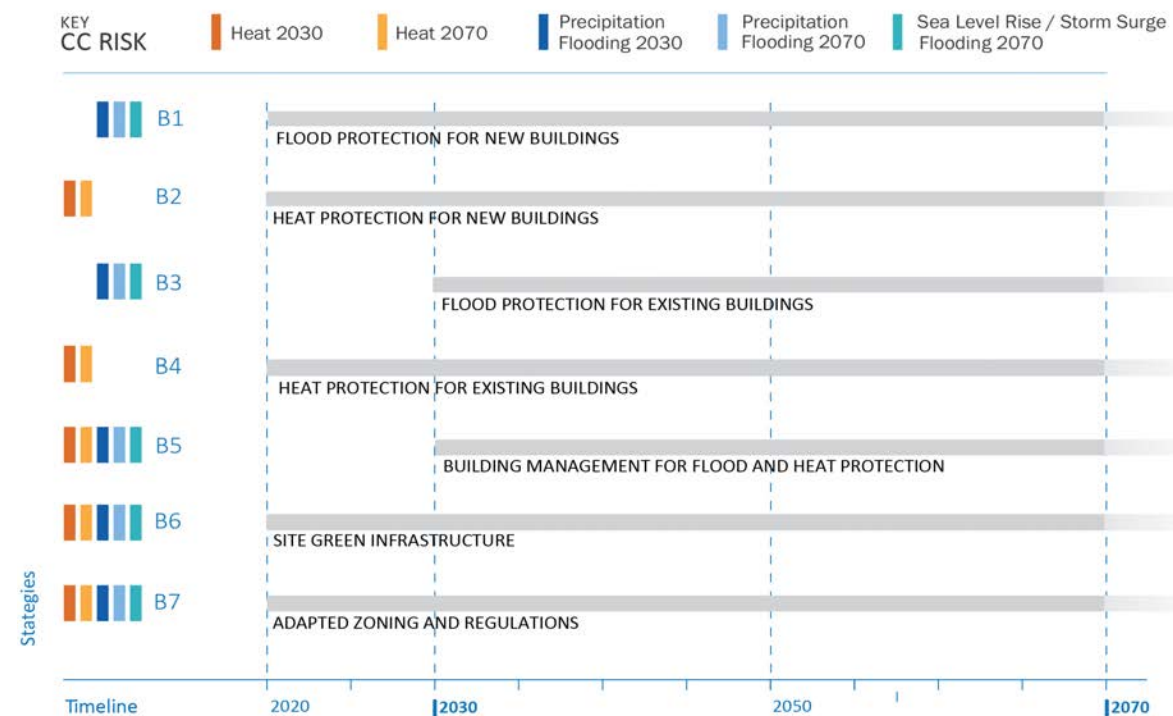 KEY
CC RISK
Heat 2030
Heat 2070
Precipitation
Flooding 2030
Precipitation
Flooding 2070
Sea Level Rise / Storm Surge
Flooding 2070
B1
FLOOD PROTECTION FOR NEW BUILDINGS
B2
HEAT PROTECTION FOR NEW BUILDINGS
B3
FLOOD PROTECTION FOR EXISTING BUILDINGS
B4
HEAT PROTECTION FOR EXISTING BUILDINGS
B5
BUILDING MANAGEMENT FOR FLOOD AND HEAT PROTECTION
B6
SITE GREEN INFRASTRUCTURE
B7
ADAPTED ZONING AND REGULATIONS
Stategies
Timeline
2020
2030
2050
2070